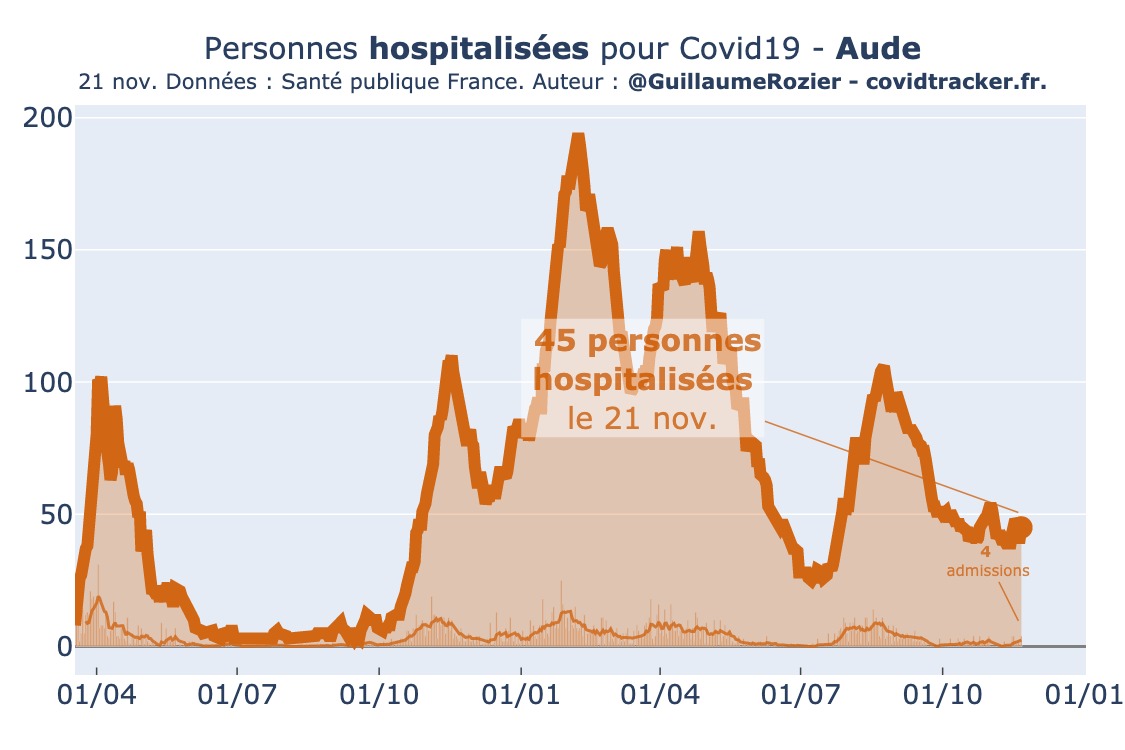 Personnes hospitalisées pour Covid19 - Aude
21 nov. Données : Santé publique France. Auteur : @GuillaumeRozier - covidtracker.fr.
200
150
100
50
0
45 personnes
hospitalisées
le 21 nov.
4
admissions
01/04 01/07 01/10 01/01 01/04 01/07 01/10 01/01